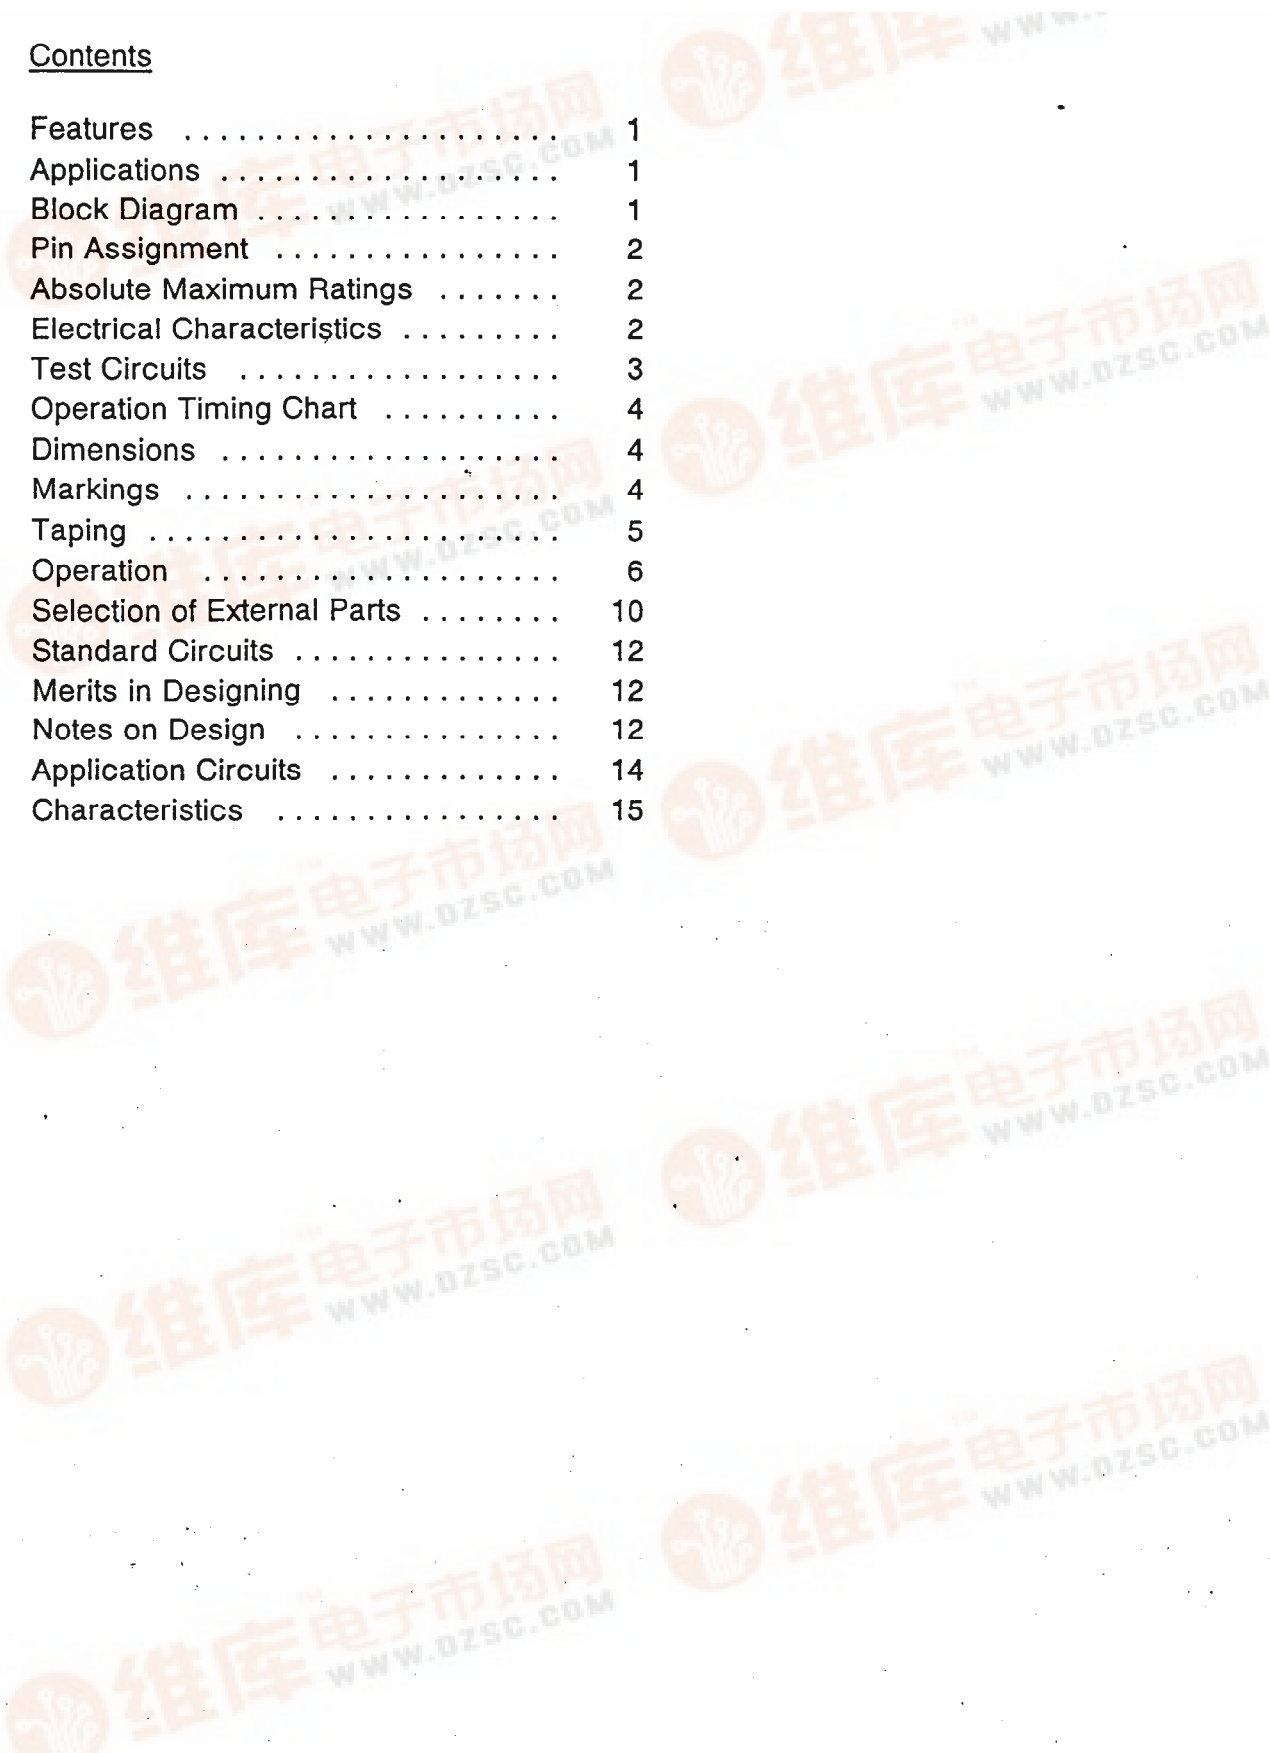 Contents
Features ..................... 1
Applications ................... 1
Block Diagram ................. 1
Pin Assignment ................ 2
Absolute Maximum Ratings ....... 2
Electrical Characteristics ......... 2
Test Circuits .................. 3
Operation Timing Chart .......... 4
Dimensions ................... 4
Markings ..................... 4
Taping ....................... 5
Operation .................... 6
Selection of External Parts ........ 10
Standard Circuits ............... 12
Merits in Designing ............. 12
Notes on Design ............... 12
Application Circuits ............. 14
Characteristics ................ 15
维库电子市场网
WWW.DZSC.COM